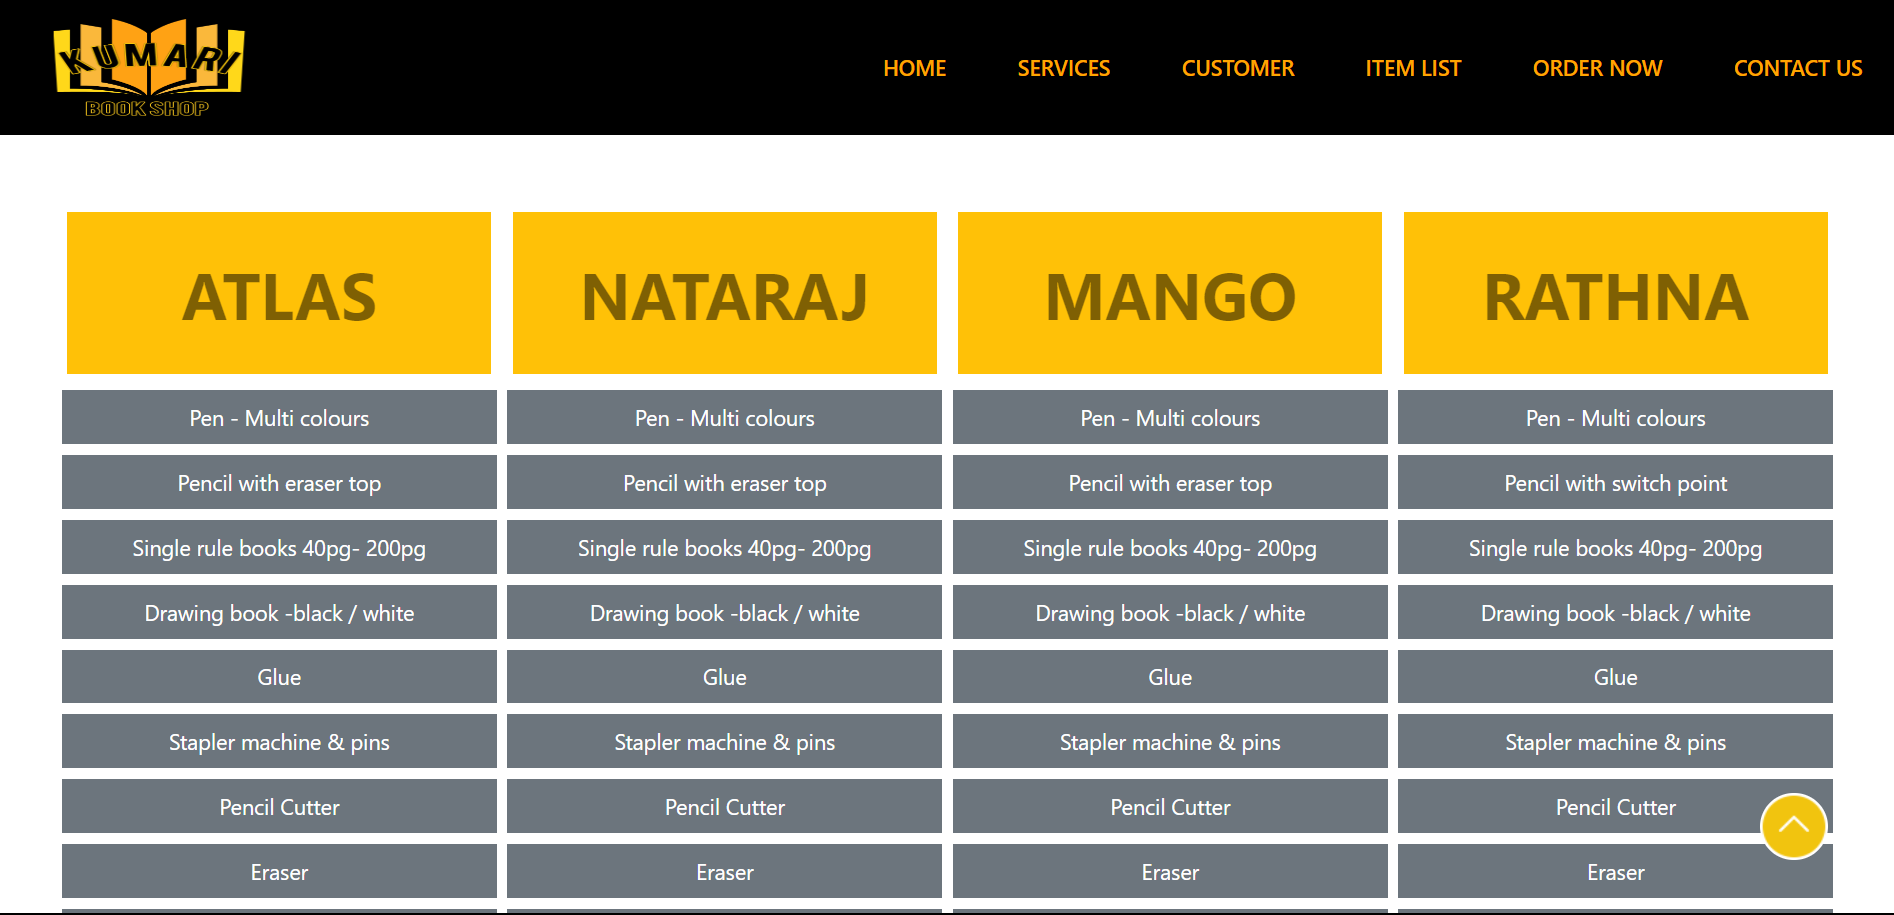 KUMARI
BOOK SHOP
HOME SERVICES CUSTOMER ITEM LIST ORDER NOW CONTACT US
ATLAS NATARAJ MANGO RATHNA
Pen - Multi colours Pen - Multi colours Pen - Multi colours Pen - Multi colours
Pencil with eraser top Pencil with eraser top Pencil with eraser top Pencil with switch point
Single rule books 40pg- 200pg Single rule books 40pg- 200pg Single rule books 40pg- 200pg Single rule books 40pg- 200pg
Drawing book -black / white Drawing book -black / white Drawing book -black / white Drawing book -black / white
Glue Glue Glue Glue
Stapler machine & pins Stapler machine & pins Stapler machine & pins Stapler machine & pins
Pencil Cutter Pencil Cutter Pencil Cutter Pencil Cutter
Eraser Eraser Eraser Eraser